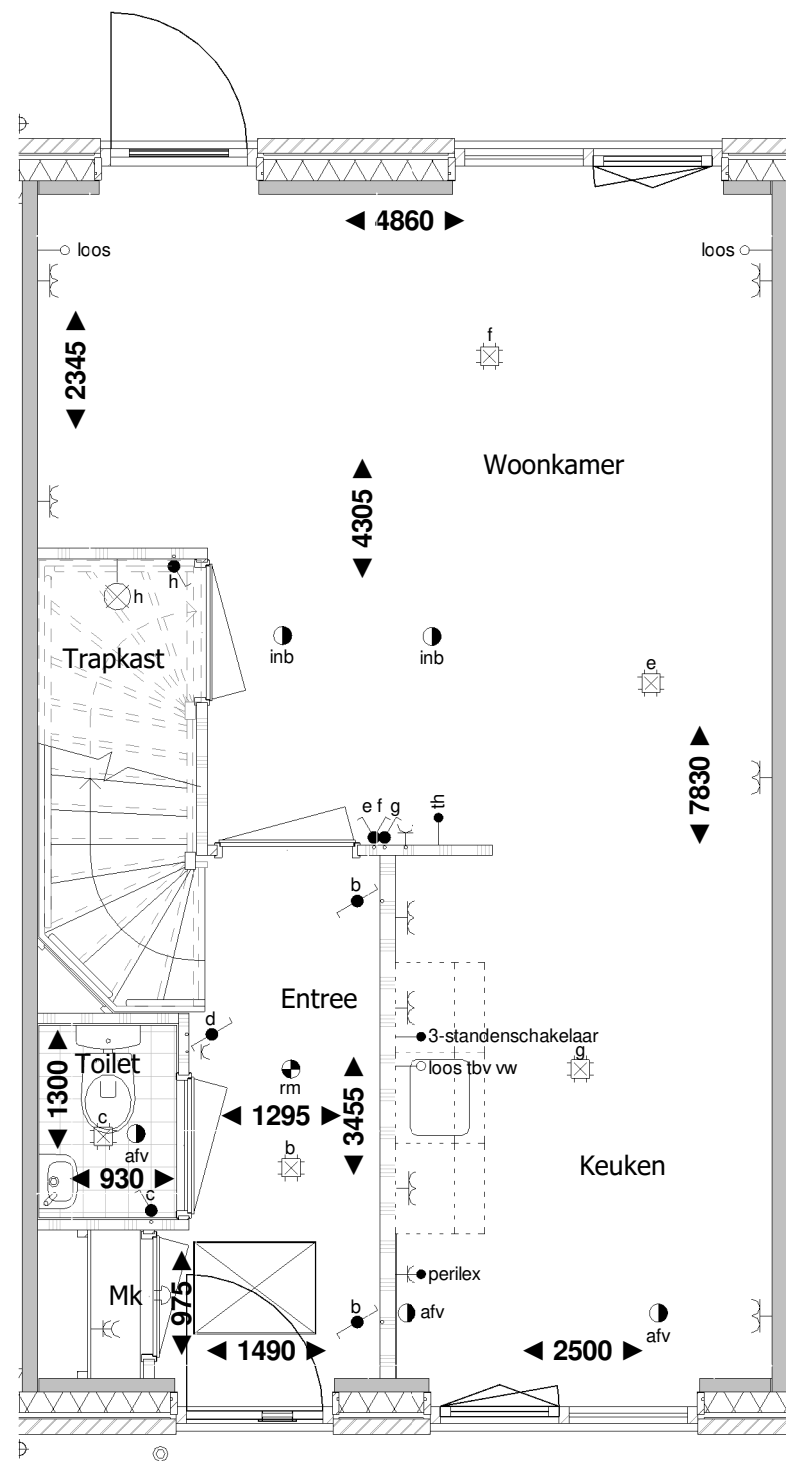 4860
loos
loos
2345
f
Woonkamer
4305
h
h
Trapkast
inb
inb
e
7830
e f g
th
b
Entree
d
3-standenschakelaar
g
loos tbv vw
Toilet
1300
rm
1295
3455
c
afv
b
930
Keuken
c
perilex
Mk
975
b
afv
afv
1490
2500